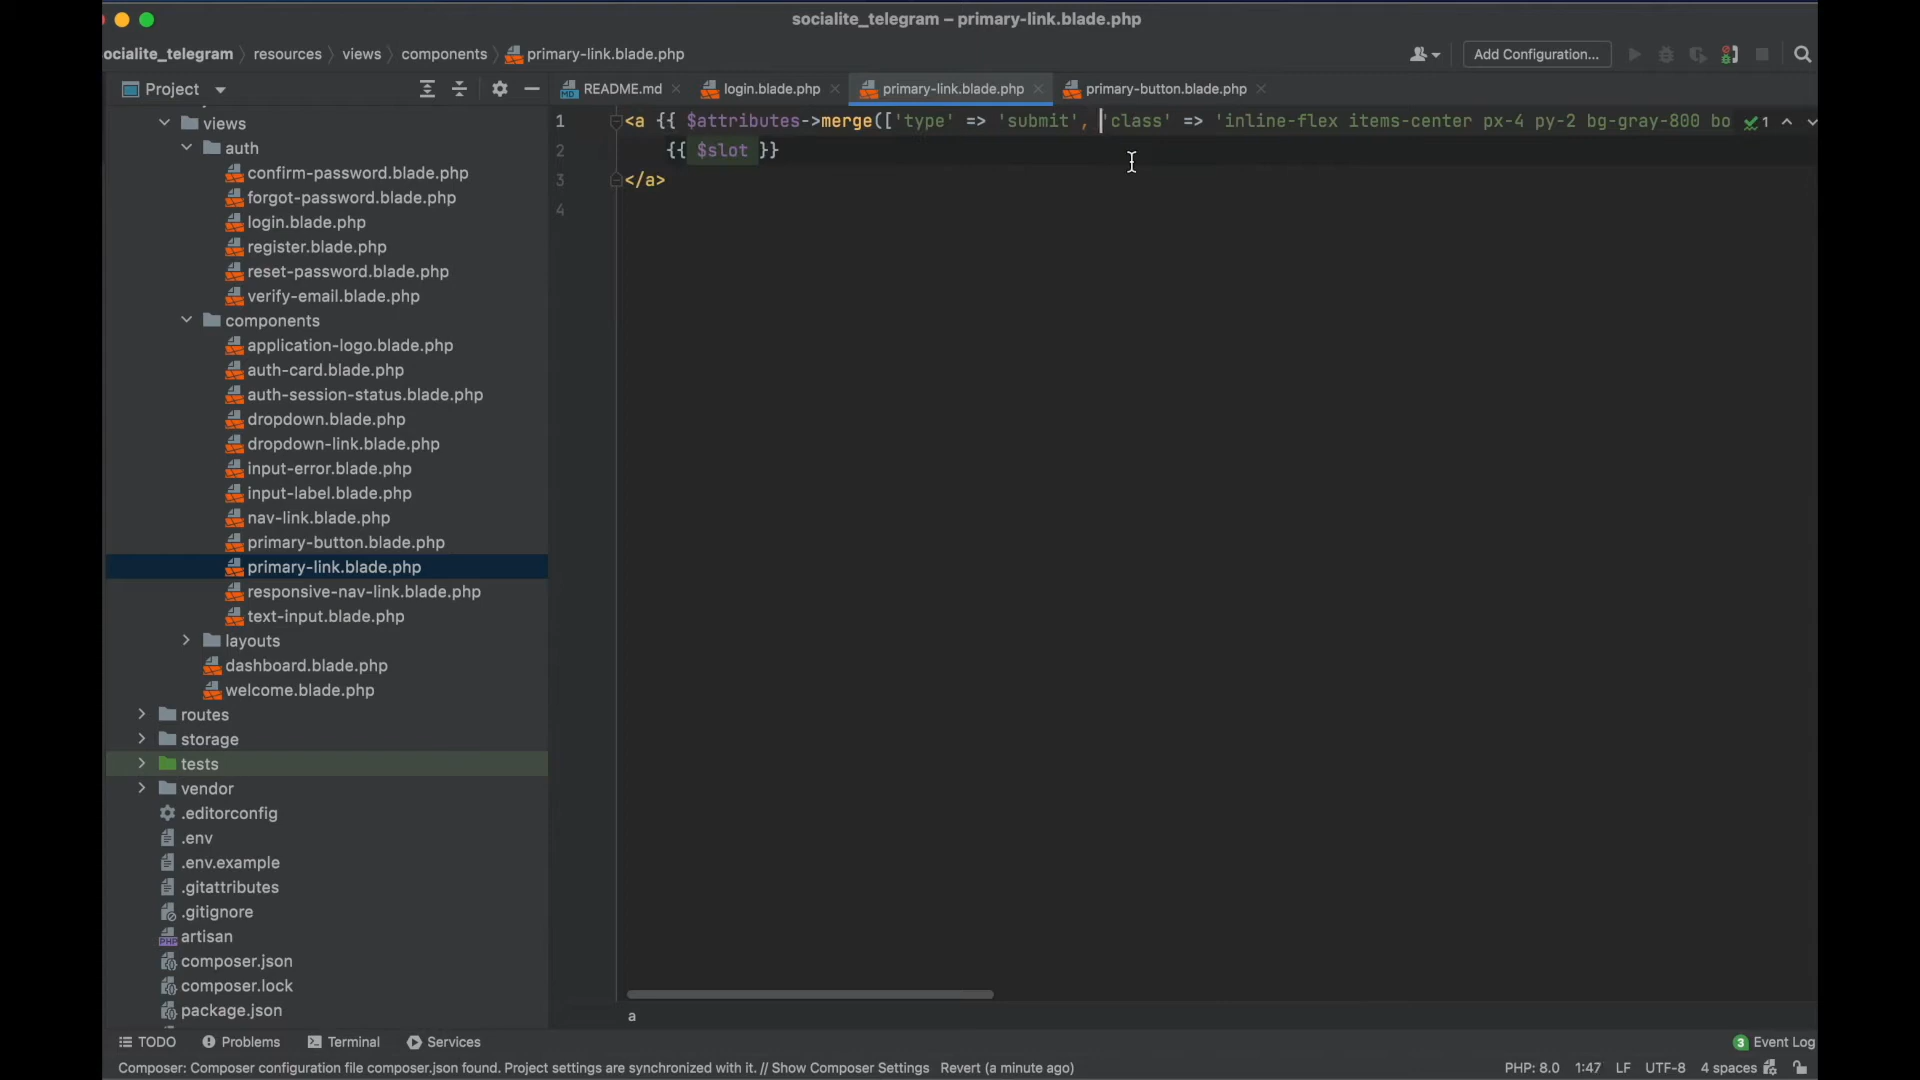 socialite_telegram – primary-link.blade.php
ocialite_telegram 〉 resources 〉 views 〉 components 〉 primary-link.blade.php
Add Configuration...
Project
README.md
login.blade.php
primary-link.blade.php
primary-button.blade.php
views
auth
confirm-password.blade.php
forgot-password.blade.php
login.blade.php
register.blade.php
reset-password.blade.php
verify-email.blade.php
components
application-logo.blade.php
auth-card.blade.php
auth-session-status.blade.php
dropdown.blade.php
dropdown-link.blade.php
input-error.blade.php
input-label.blade.php
nav-link.blade.php
primary-button.blade.php
primary-link.blade.php
responsive-nav-link.blade.php
text-input.blade.php
layouts
dashboard.blade.php
welcome.blade.php
routes
storage
tests
vendor
.editorconfig
.env
.env.example
.gitattributes
.gitignore
artisan
composer.json
composer.lock
package.json
1 <a {{ $attributes->merge(['type' => 'submit', 'class' => 'inline-flex items-center px-4 py-2 bg-gray-800 bo
1
2 {{ $slot }}
3 </a>
4
a
TODO
Problems
Terminal
Services
3 Event Log
Composer: Composer configuration file composer.json found. Project settings are synchronized with it. // Show Composer Settings Revert (a minute ago)
PHP: 8.0 1:47 LF UTF-8 4 spaces